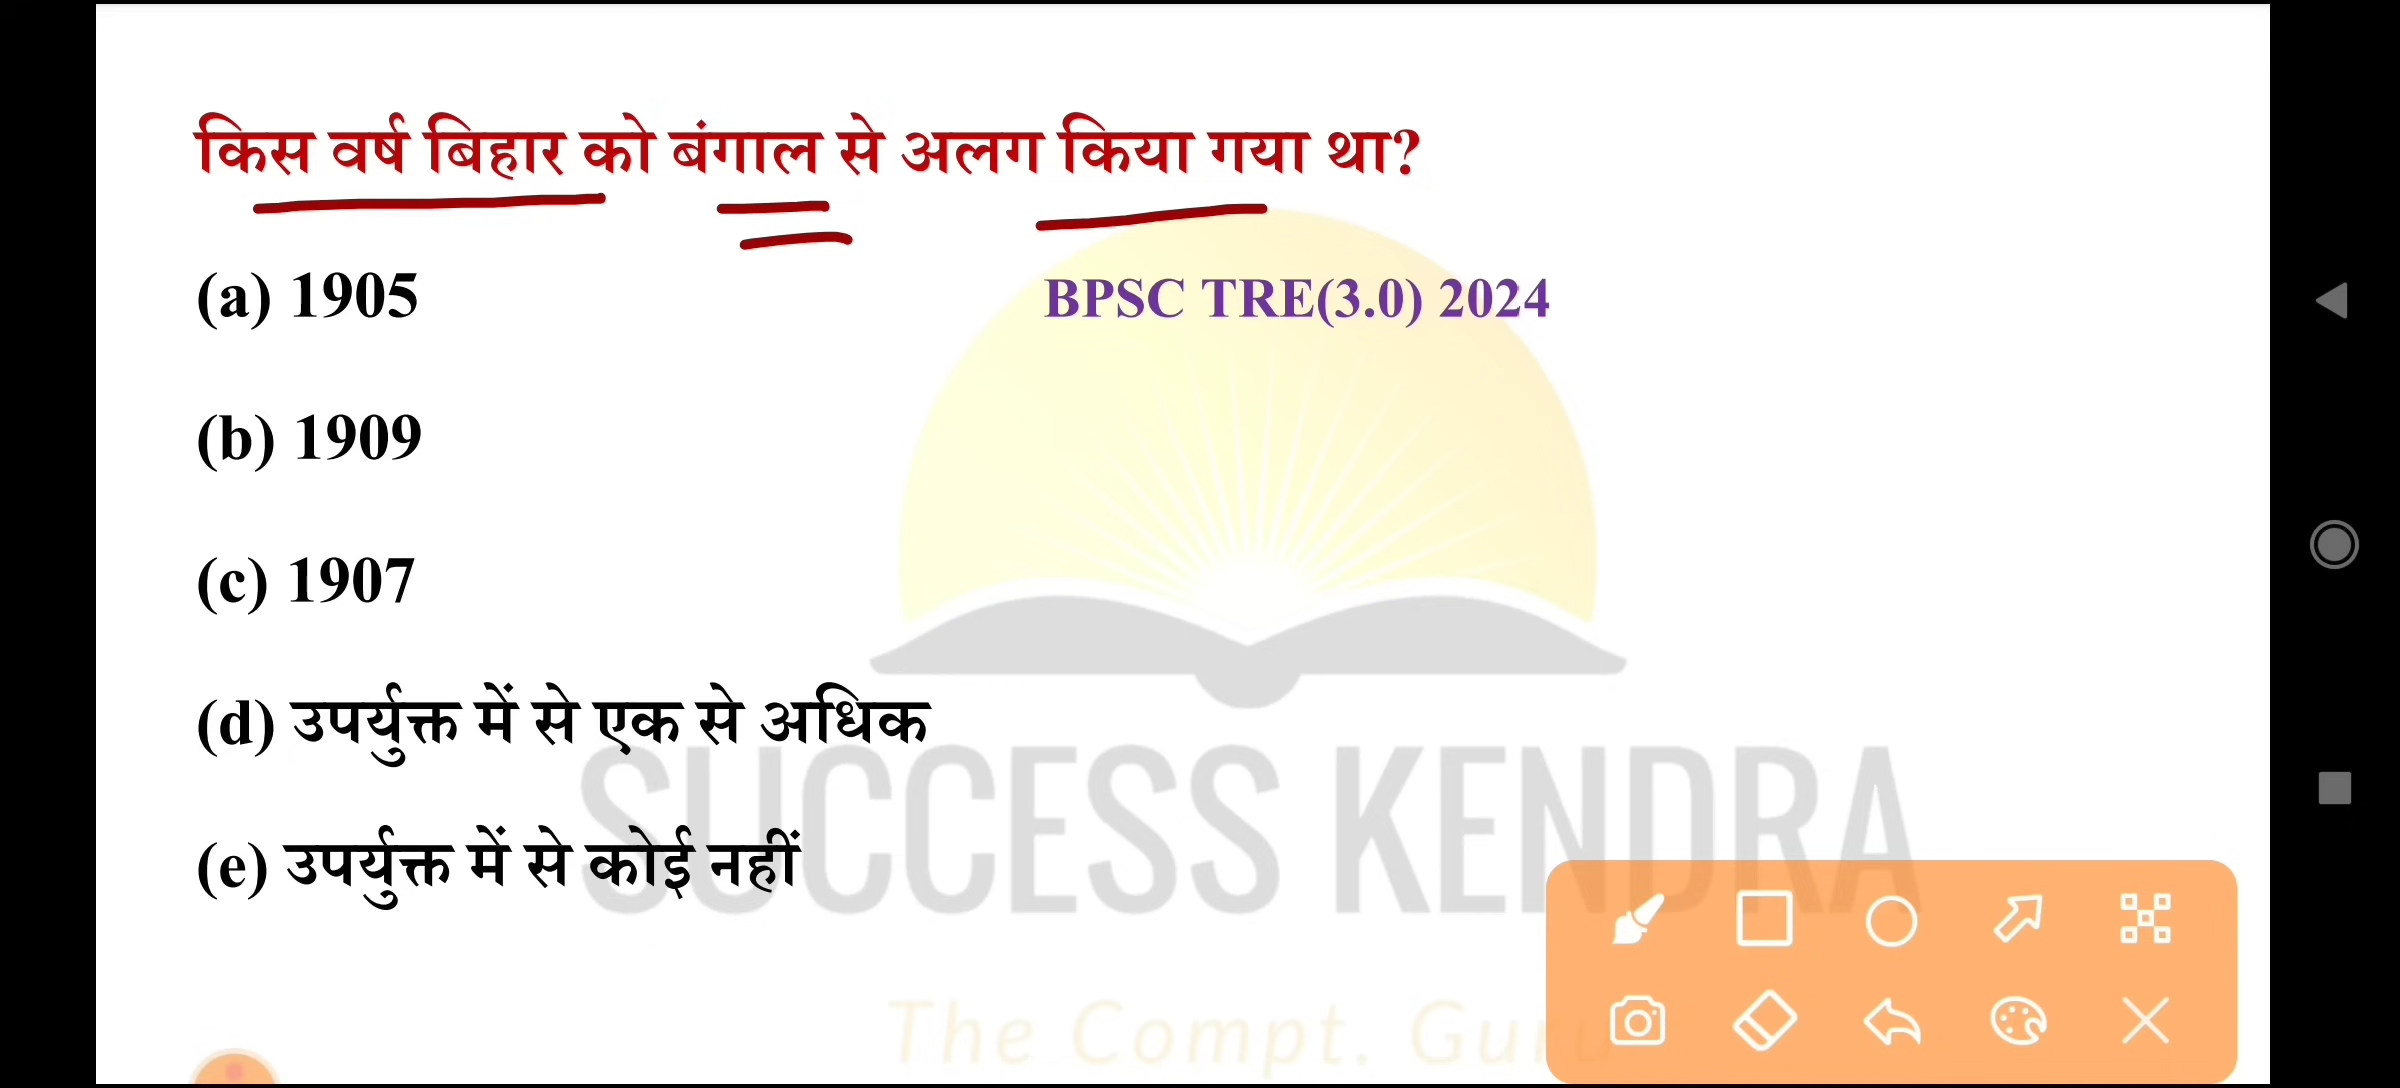 किस वर्ष बिहार को बंगाल से अलग किया गया था?
(a) 1905
BPSC TRE(3.0) 2024
(b) 1909
(c) 1907
(d) उपर्युक्त में से एक से अधिक
(e) उपर्युक्त में से कोई नहीं
SUCCESS KENDRA
The Compt. Guru